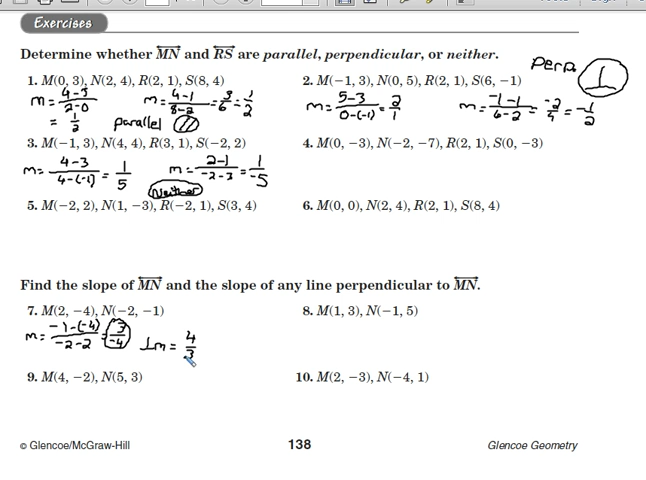 Exercises
Determine whether MN and RS are parallel, perpendicular, or neither.
perp.
1. M(0, 3), N(2, 4), R(2, 1), S(8, 4)
m = 4-3 / 2-0 = 1/2
m = 4-1 / 8-2 = 3/6 = 1/2
parallel
2. M(−1, 3), N(0, 5), R(2, 1), S(6, −1)
m = 5-3 / 0-(-1) = 2/1
m = -1-1 / 6-2 = -2/4 = -1/2
3. M(−1, 3), N(4, 4), R(3, 1), S(−2, 2)
m = 4-3 / 4-(-1) = 1/5
m = 2-1 / -2-3 = 1/-5
Neither
4. M(0, −3), N(−2, −7), R(2, 1), S(0, −3)
5. M(−2, 2), N(1, −3), R(−2, 1), S(3, 4)
6. M(0, 0), N(2, 4), R(2, 1), S(8, 4)
Find the slope of MN and the slope of any line perpendicular to MN.
7. M(2, −4), N(−2, −1)
m = -1-(-4) / -2-2 = 3/-4
⊥m = 4/3
8. M(1, 3), N(−1, 5)
9. M(4, −2), N(5, 3)
10. M(2, −3), N(−4, 1)
© Glencoe/McGraw-Hill
138
Glencoe Geometry